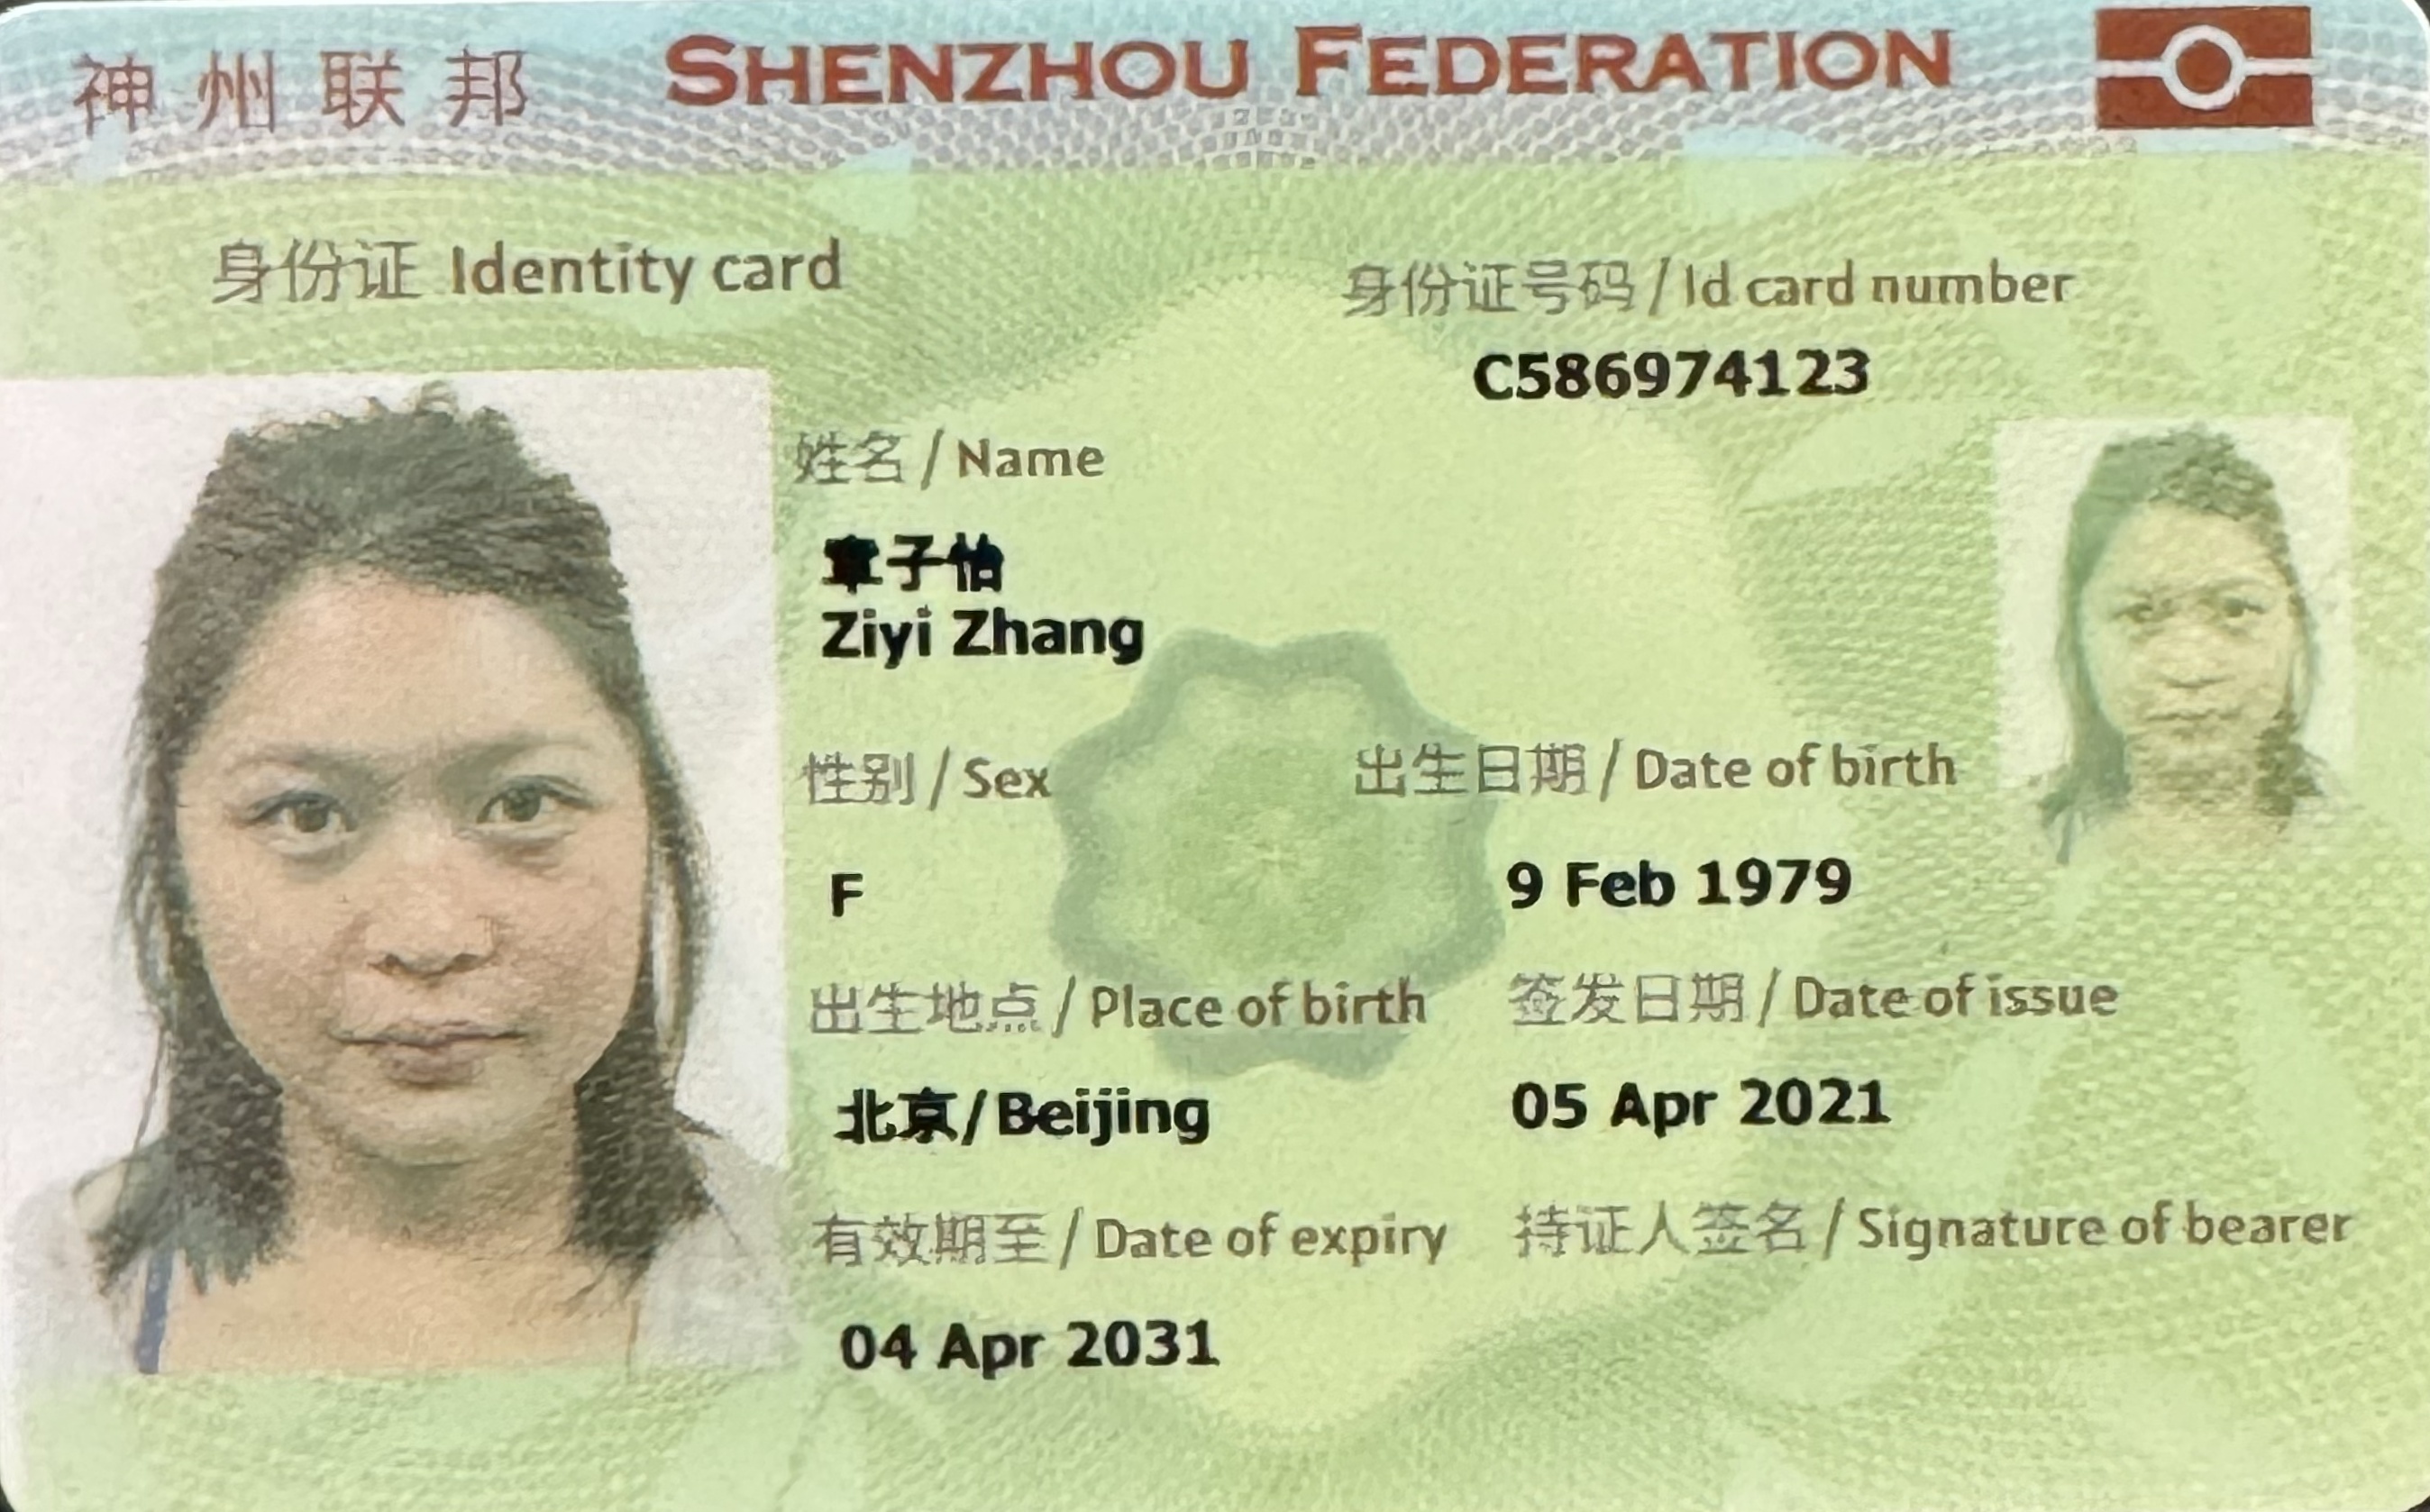 神州联邦 SHENZHOU FEDERATION
身份证 Identity card
身份证号码 / Id card number
C586974123
姓名 / Name
章子怡
Ziyi Zhang
性别 / Sex
出生日期 / Date of birth
F
9 Feb 1979
出生地点 / Place of birth
签发日期 / Date of issue
北京/Beijing
05 Apr 2021
有效期至 / Date of expiry
持证人签名 / Signature of bearer
04 Apr 2031